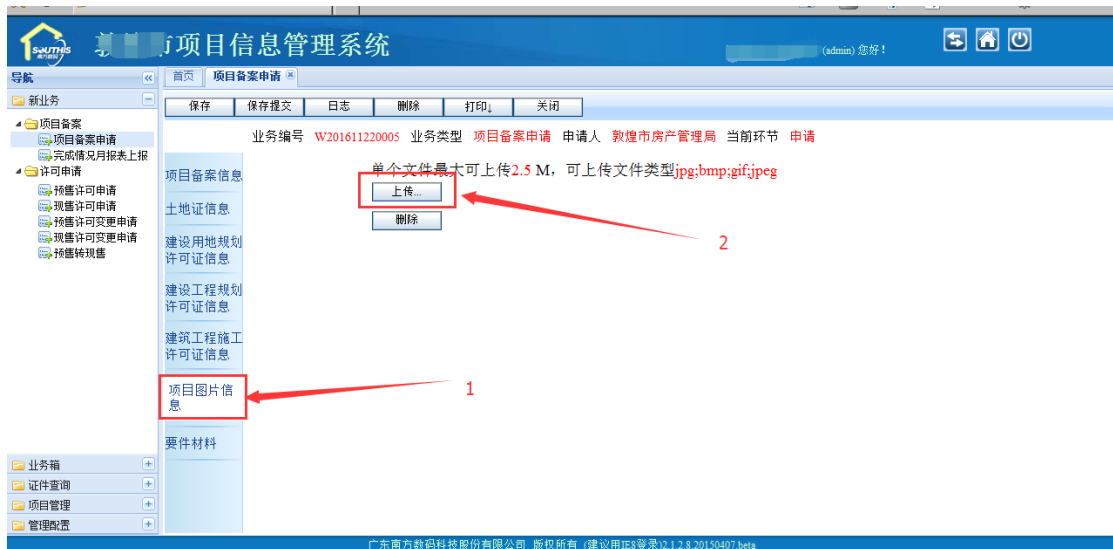 SOUTHIS
南方数码
市项目信息管理系统
(admin) 您好！
导航
首页 项目备案申请
新业务
保存 保存提交 日志 删除 打印↓ 关闭
项目备案
项目备案申请
完成情况月报表上报
许可申请
预售许可申请
现售许可申请
预售许可变更申请
现售许可变更申请
预售转现售
业务编号 W201611220005 业务类型 项目备案申请 申请人 敦煌市房产管理局 当前环节 申请
项目备案信息
土地证信息
建设用地规划
许可证信息
建设工程规划
许可证信息
建筑工程施工
许可证信息
项目图片信
息
要件材料
单个文件最大可上传2.5 M，可上传文件类型jpg;bmp;gif;jpeg
上传...
删除
2
1
业务箱
证件查询
项目管理
管理配置
广东南方数码科技股份有限公司 版权所有 (建议用IE8登录)2.1.2.8.20150407.beta